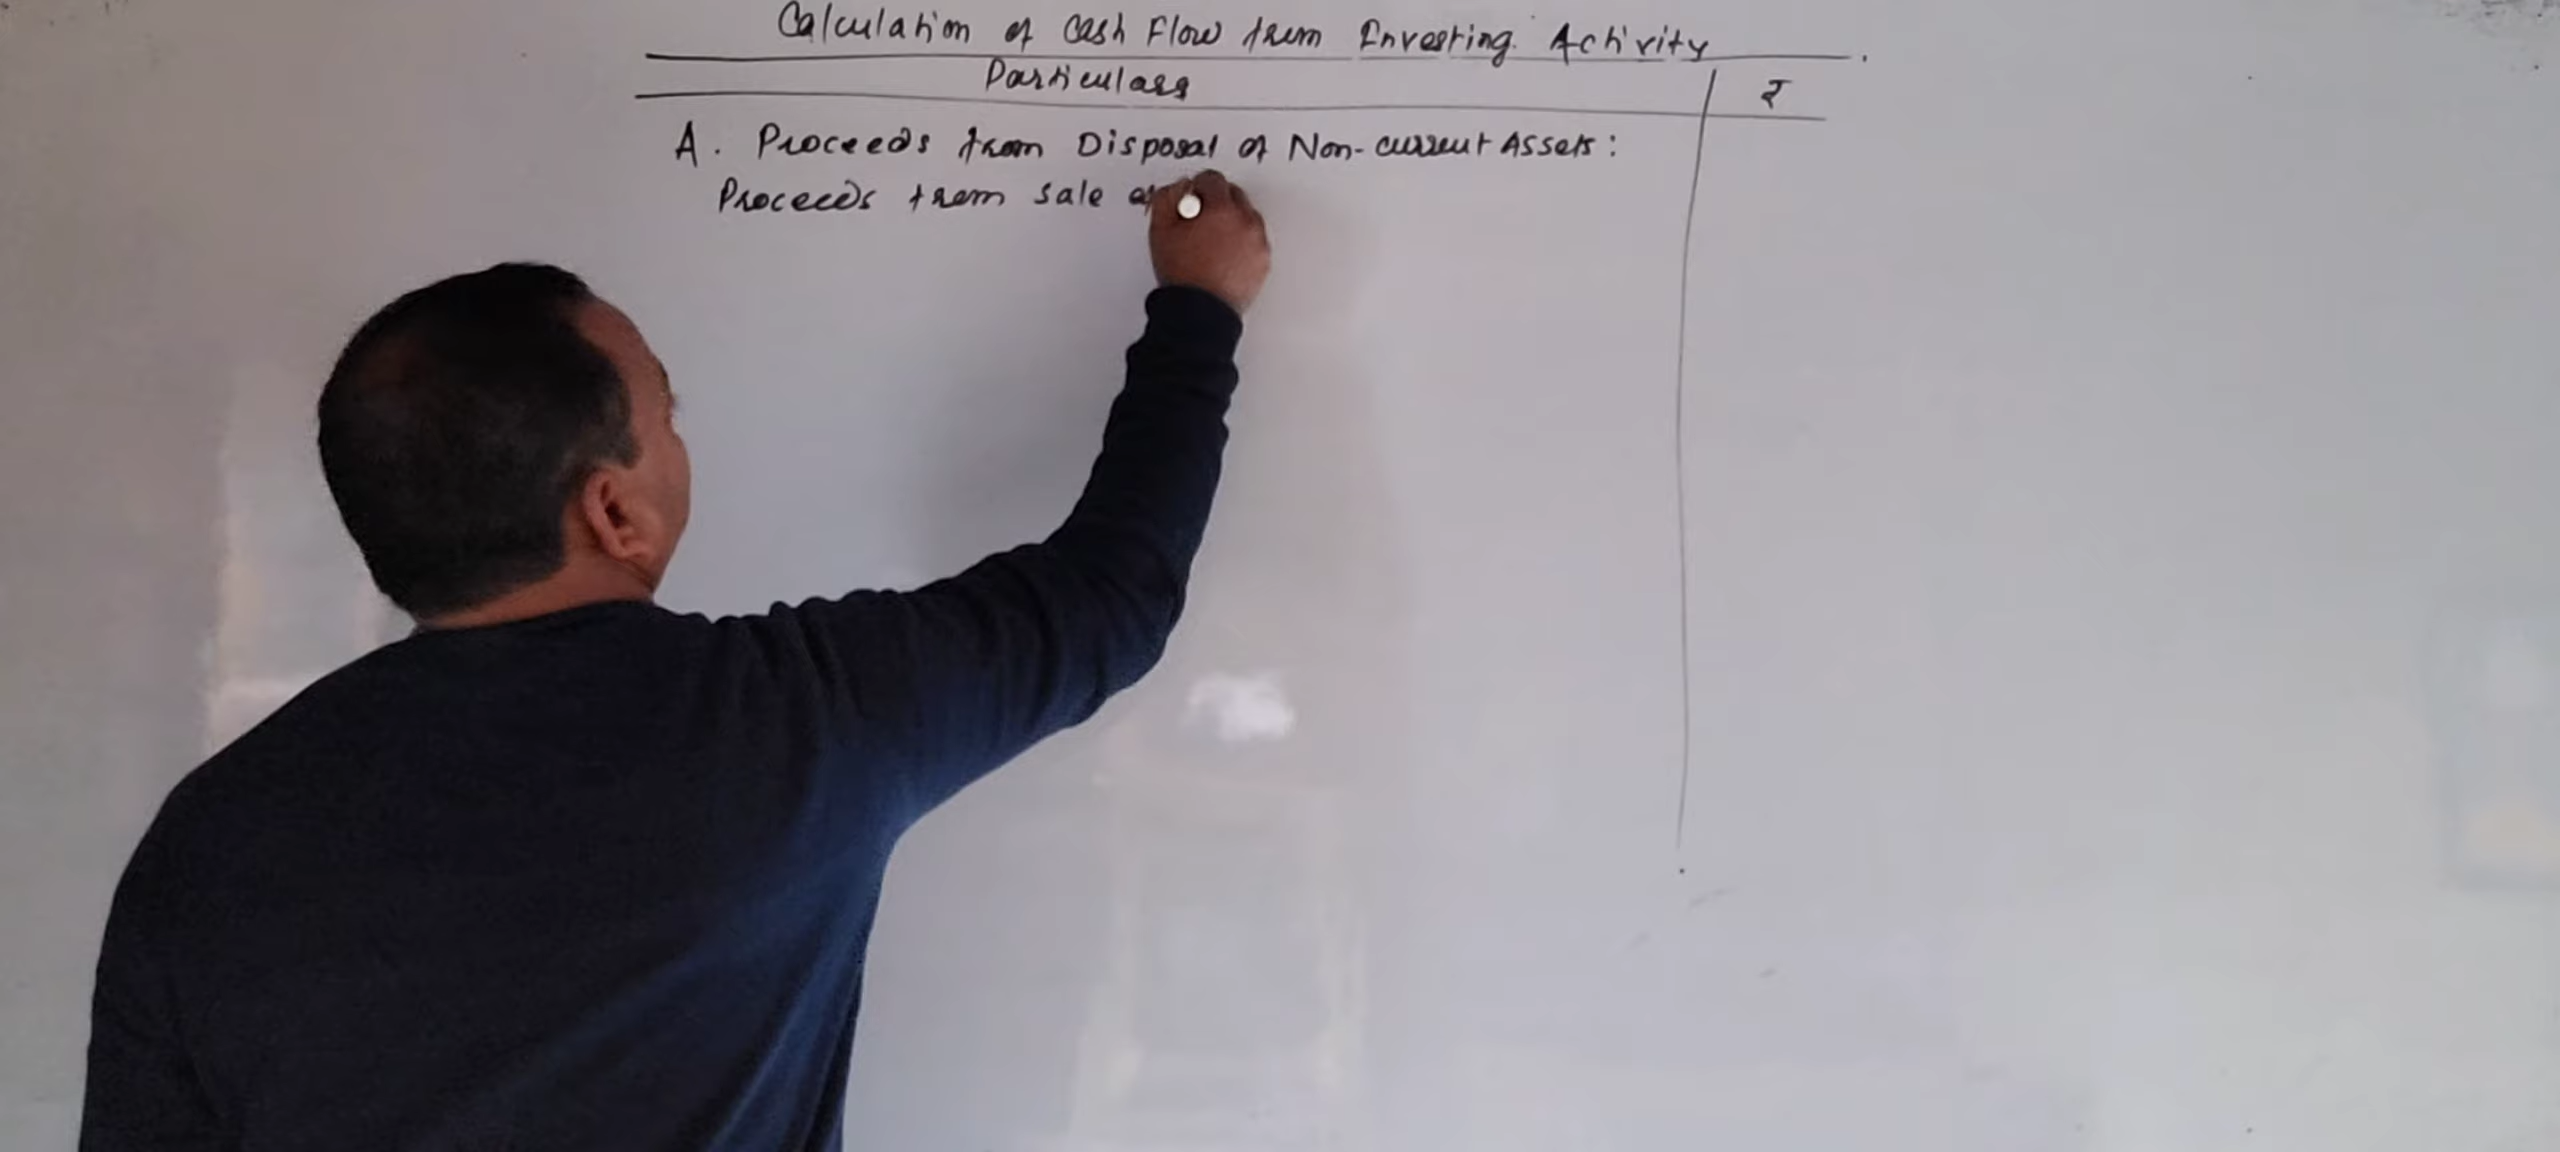 Calculation of Cash Flow from Investing Activity
Particulars ₹
A. Proceeds from Disposal of Non-current Assets:
Proceeds from sale of